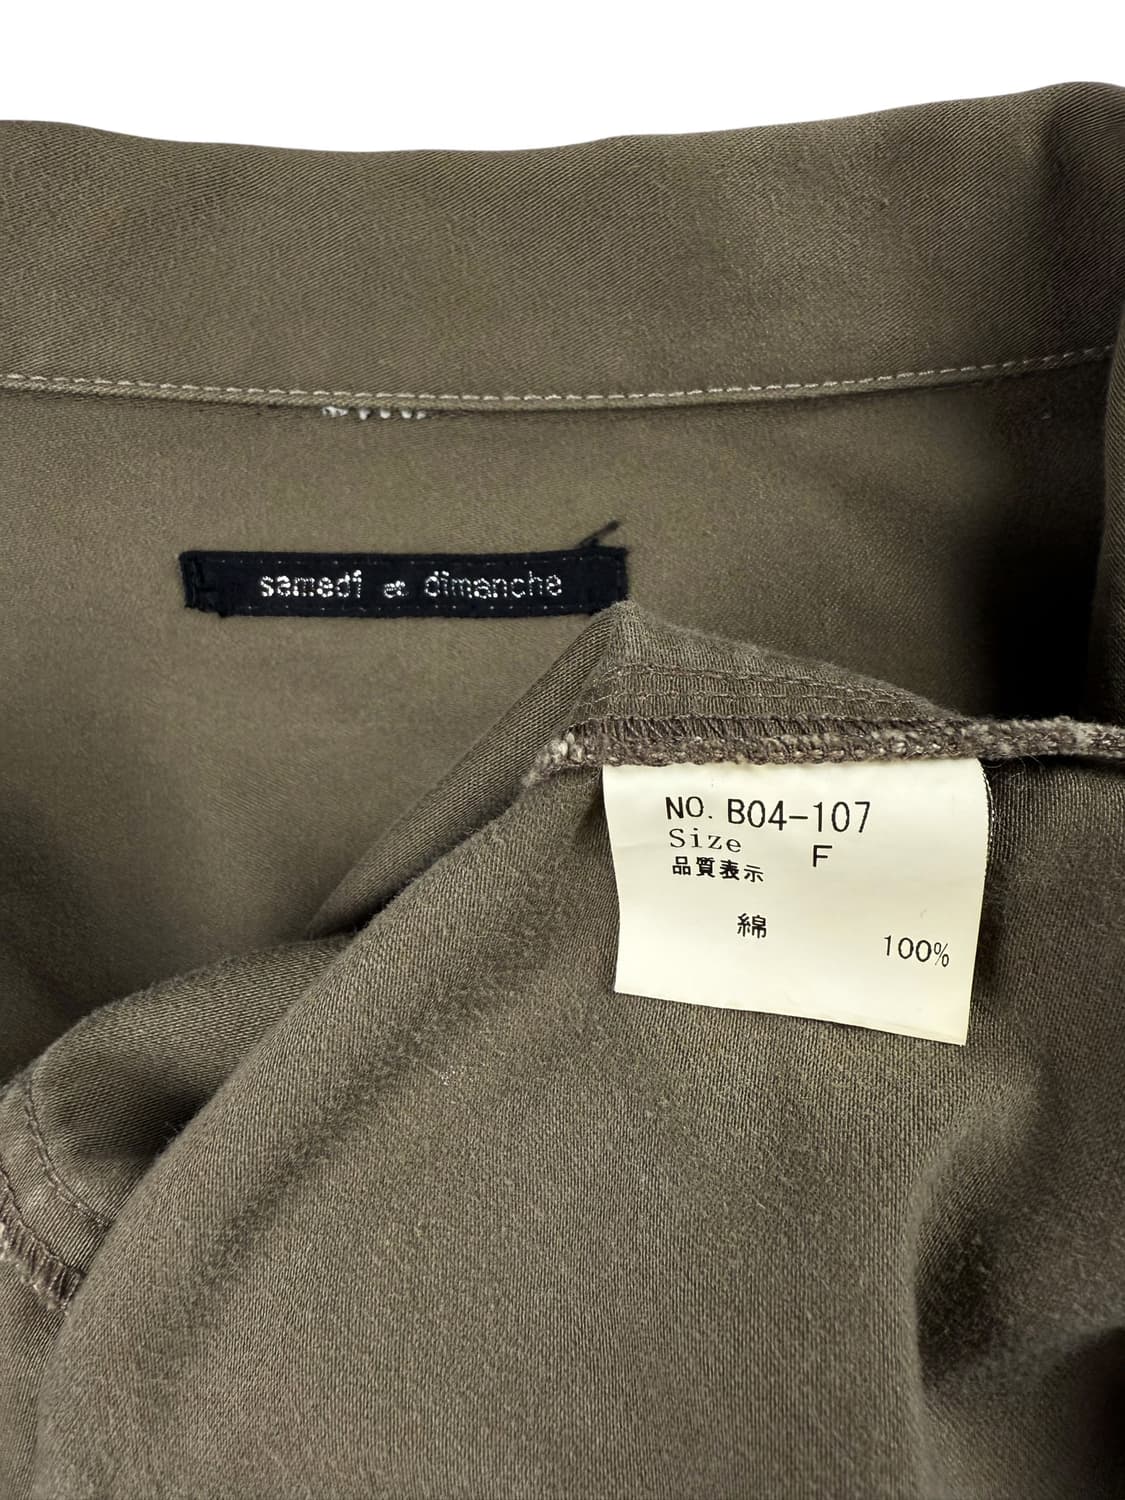 samedi et dimanche
NO. B04-107
Size F
品質表示
綿 100%